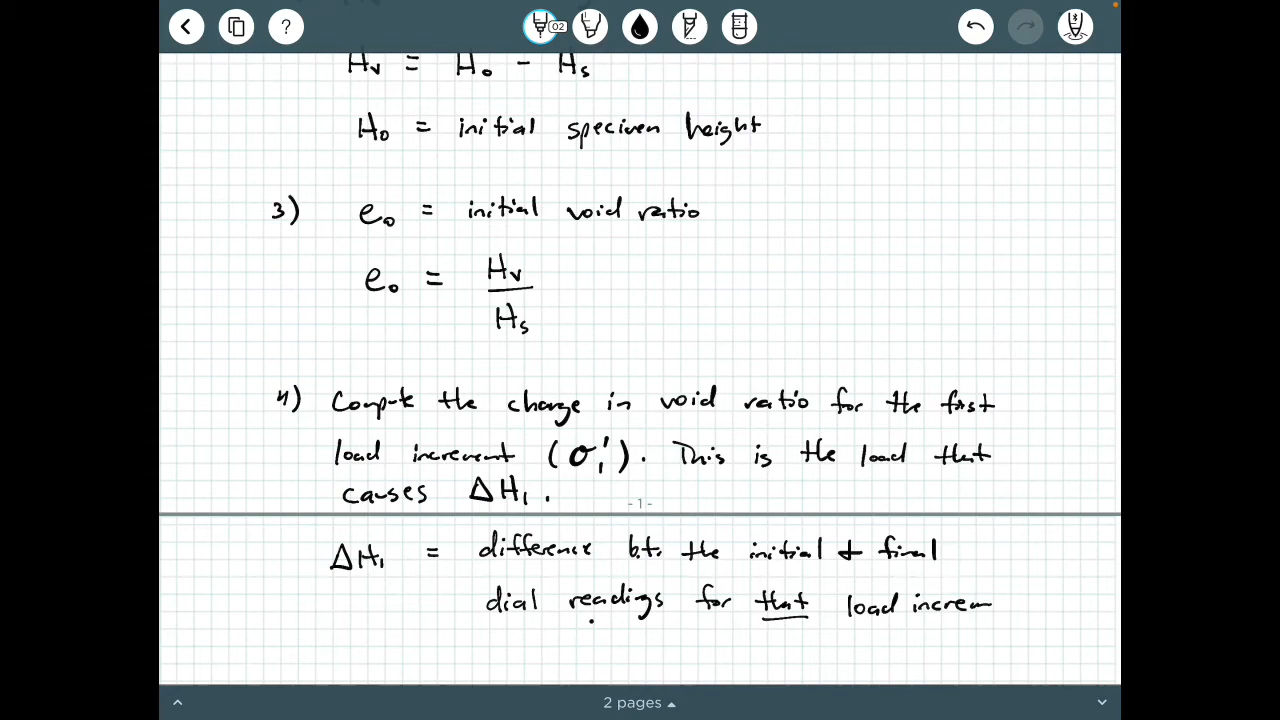 ?
02
Hv = Ho - Hs
Ho = initial specimen height
3) eo = initial void ratio
eo = Hv
Hs
4) Compute the change in void ratio for the first
load increment (σ₁'). This is the load that
causes ΔH₁.
- 1 -
ΔH₁ = difference b.t. the initial & final
dial readings for that load increm
2 pages